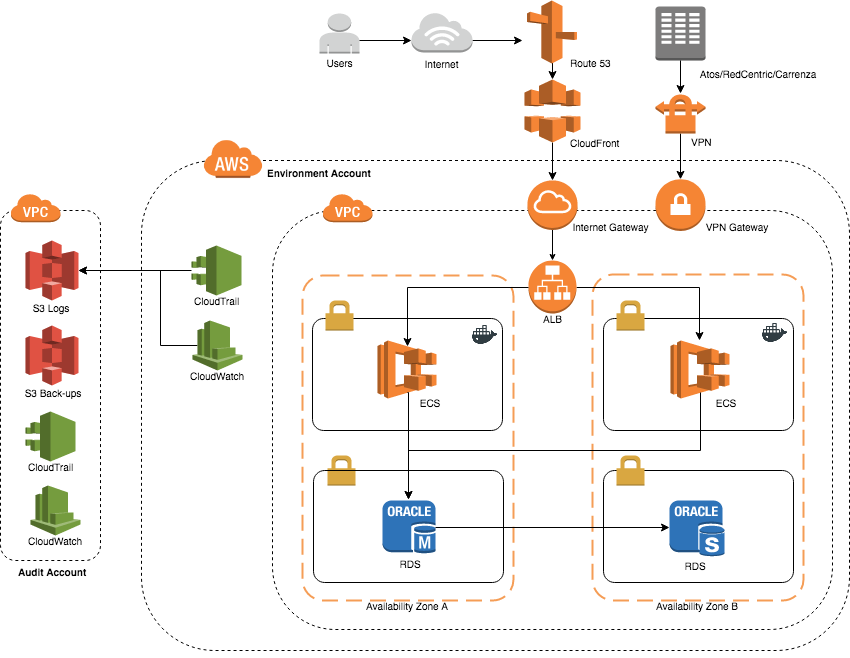 Users
Internet
Route 53
Atos/RedCentric/Carrenza
CloudFront
VPN
AWS
Environment Account
VPC
VPC
Internet Gateway
VPN Gateway
S3 Logs
CloudTrail
ALB
CloudWatch
S3 Back-ups
ECS
ECS
CloudTrail
CloudWatch
ORACLE
M
RDS
ORACLE
S
RDS
Audit Account
Availability Zone A
Availability Zone B